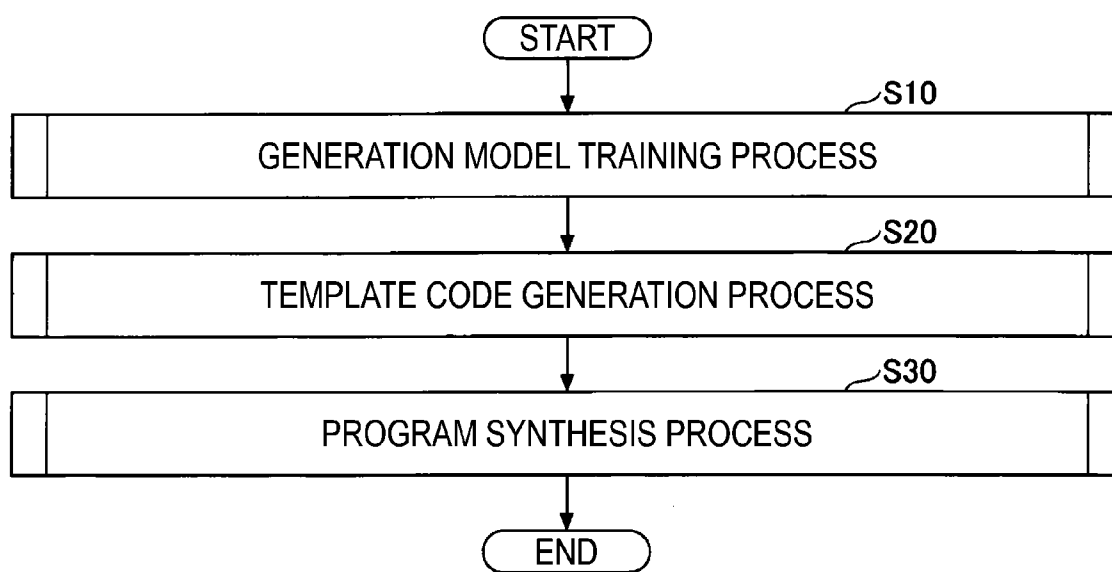 START
S10
GENERATION MODEL TRAINING PROCESS
S20
TEMPLATE CODE GENERATION PROCESS
S30
PROGRAM SYNTHESIS PROCESS
END